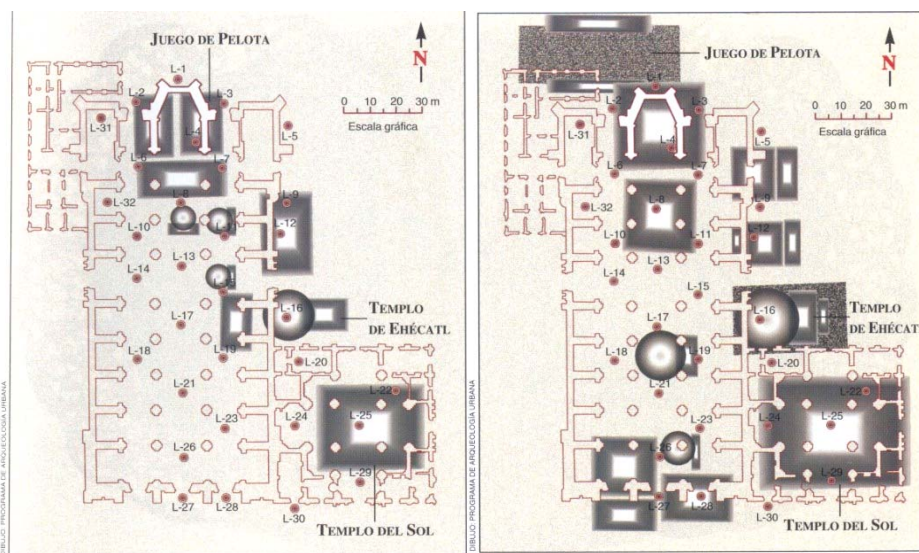 JUEGO DE PELOTA
N
0 10 20 30 m
Escala gráfica
L-1
L-2
L-3
L-4
L-31
L-5
L-6
L-7
L-8
L-9
L-32
L-10
L-11
L-12
L-13
L-14
L-16
TEMPLO
DE EHÉCATL
L-17
L-18
L-19
L-20
L-21
L-22
L-23
L-24
L-25
L-26
L-29
L-27
L-28
L-30
TEMPLO DEL SOL
DIBUJO: PROGRAMA DE ARQUEOLOGÍA URBANA
JUEGO DE PELOTA
N
0 10 20 30 m
Escala gráfica
L-1
L-2
L-3
L-4
L-31
L-5
L-6
L-7
L-8
L-9
L-32
L-10
L-11
L-12
L-13
L-14
L-15
L-16
TEMPLO
DE EHÉCATL
L-17
L-18
L-19
L-20
L-21
L-22
L-23
L-24
L-25
L-26
L-29
L-27
L-28
L-30
TEMPLO DEL SOL
DIBUJO: PROGRAMA DE ARQUEOLOGÍA URBANA